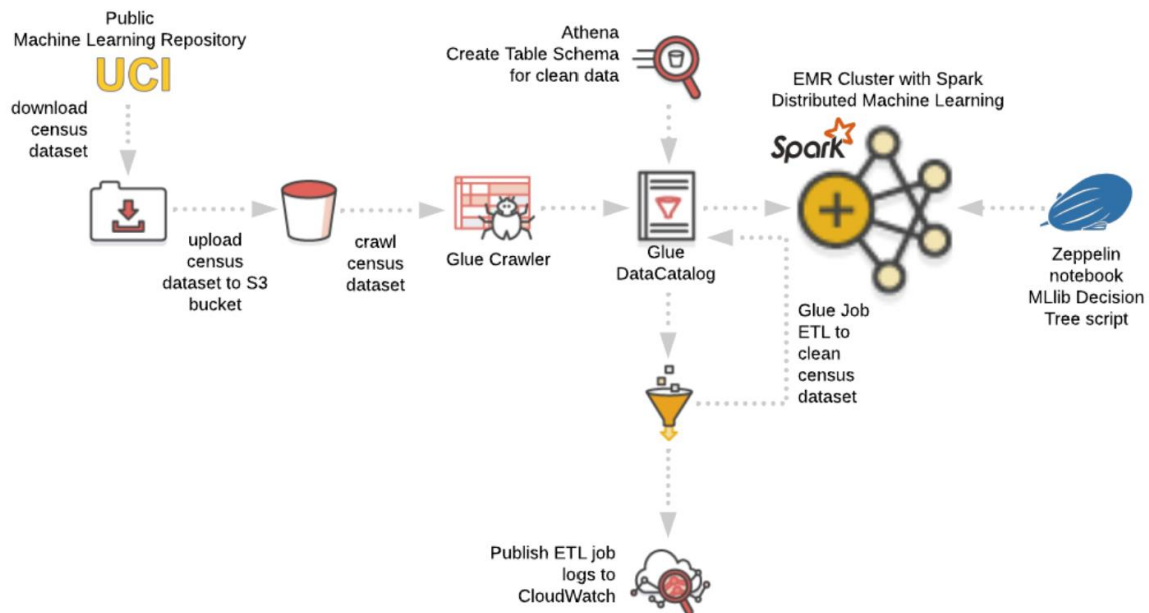 Public
Machine Learning Repository
UCI
download
census
dataset
upload
census
dataset to S3
bucket
crawl
census
dataset
Glue Crawler
Athena
Create Table Schema
for clean data
Glue
DataCatalog
EMR Cluster with Spark
Distributed Machine Learning
Spark
Zeppelin
notebook
MLlib Decision
Tree script
Glue Job
ETL to
clean
census
dataset
Publish ETL job
logs to
CloudWatch